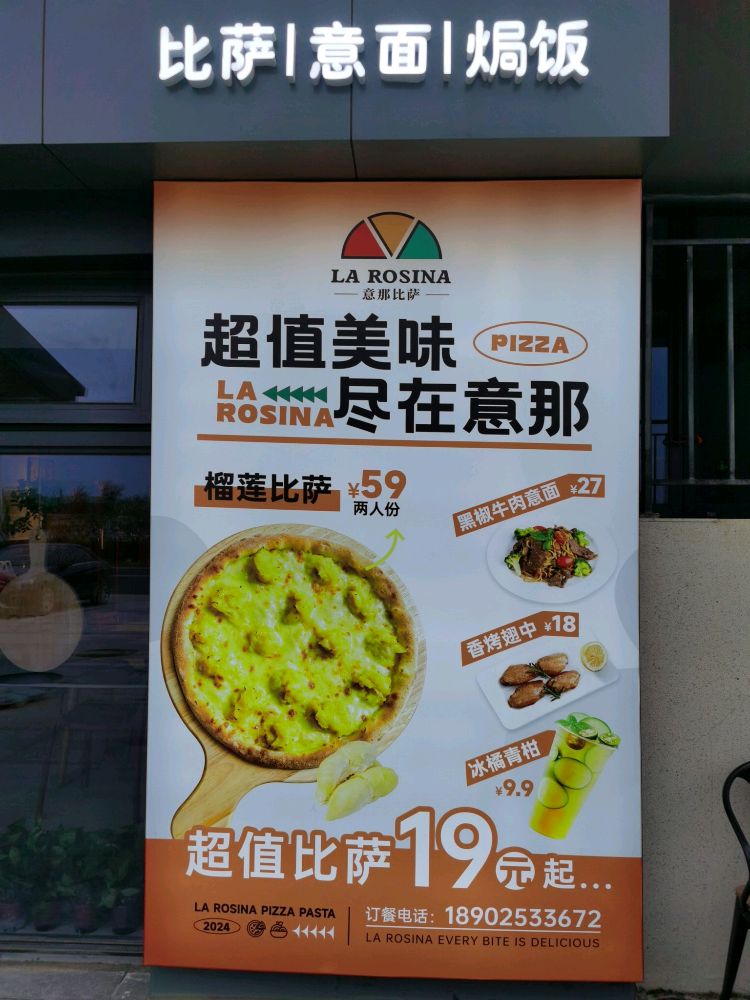 比萨|意面|焗饭
LA ROSINA
意那比萨
超值美味
PIZZA
LA
ROSINA
尽在意那
榴莲比萨
¥59
两人份
黑椒牛肉意面 ¥27
香烤翅中 ¥18
冰橘青柑
¥9.9
超值比萨19元起...
LA ROSINA PIZZA PASTA
2024
订餐电话：18902533672
LA ROSINA EVERY BITE IS DELICIOUS